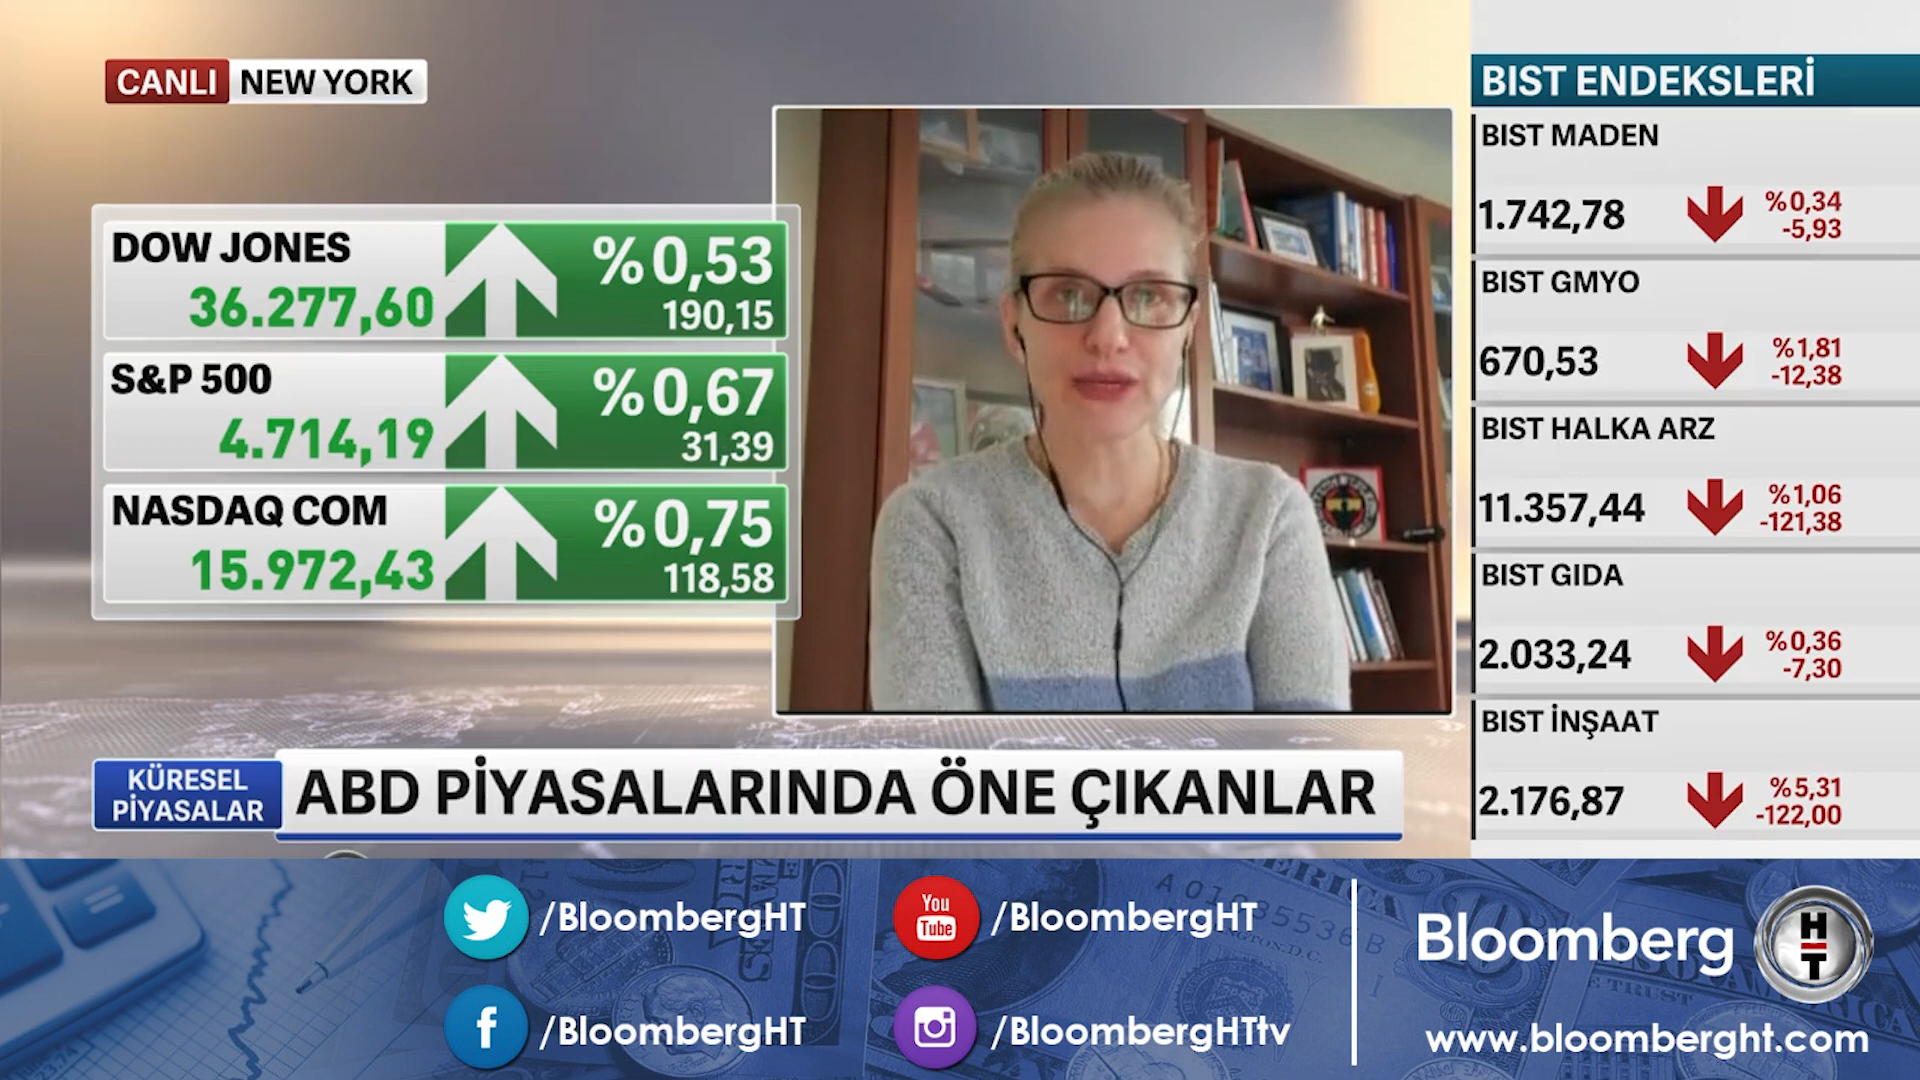 CANLI NEW YORK
DOW JONES
36.277,60
%0,53
190,15
S&P 500
4.714,19
%0,67
31,39
NASDAQ COM
15.972,43
%0,75
118,58
BIST ENDEKSLERİ
BIST MADEN
1.742,78
%0,34
-5,93
BIST GMYO
670,53
%1,81
-12,38
BIST HALKA ARZ
11.357,44
%1,06
-121,38
BIST GIDA
2.033,24
%0,36
-7,30
BIST İNŞAAT
2.176,87
%5,31
-122,00
KÜRESEL
PİYASALAR
ABD PİYASALARINDA ÖNE ÇIKANLAR
/BloombergHT
You
Tube
/BloombergHT
/BloombergHT
/BloombergHTtv
Bloomberg HT
www.bloomberght.com